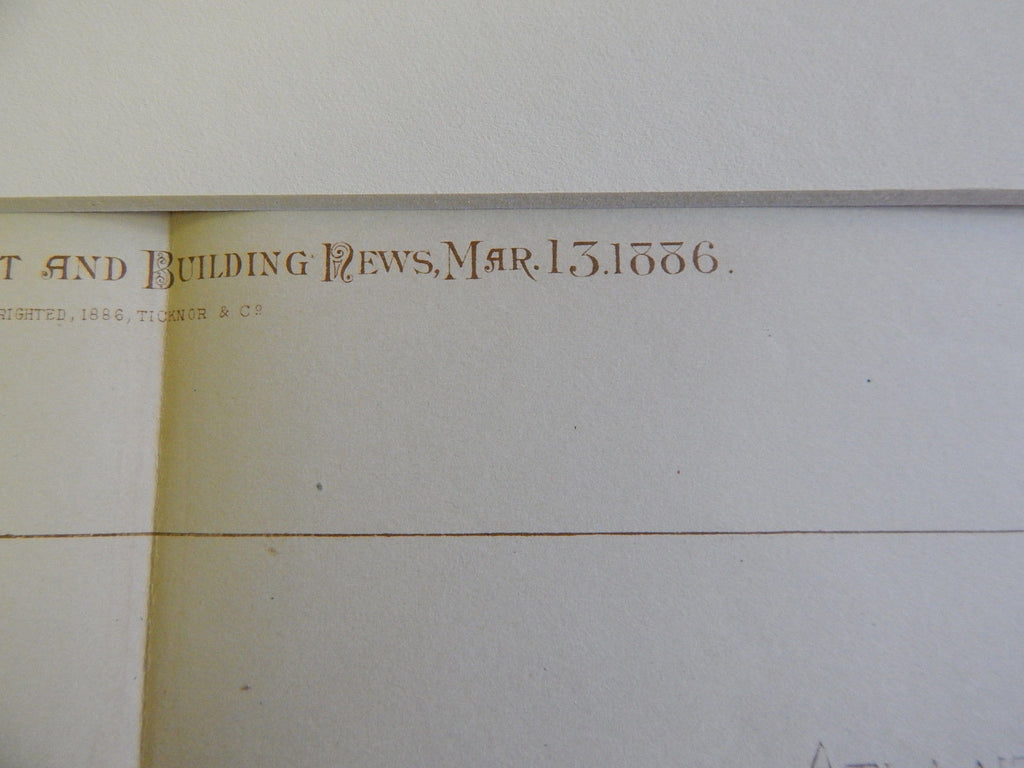 T AND BUILDING NEWS, MAR. 13. 1886.
RIGHTED, 1886, TICKNOR & Cº